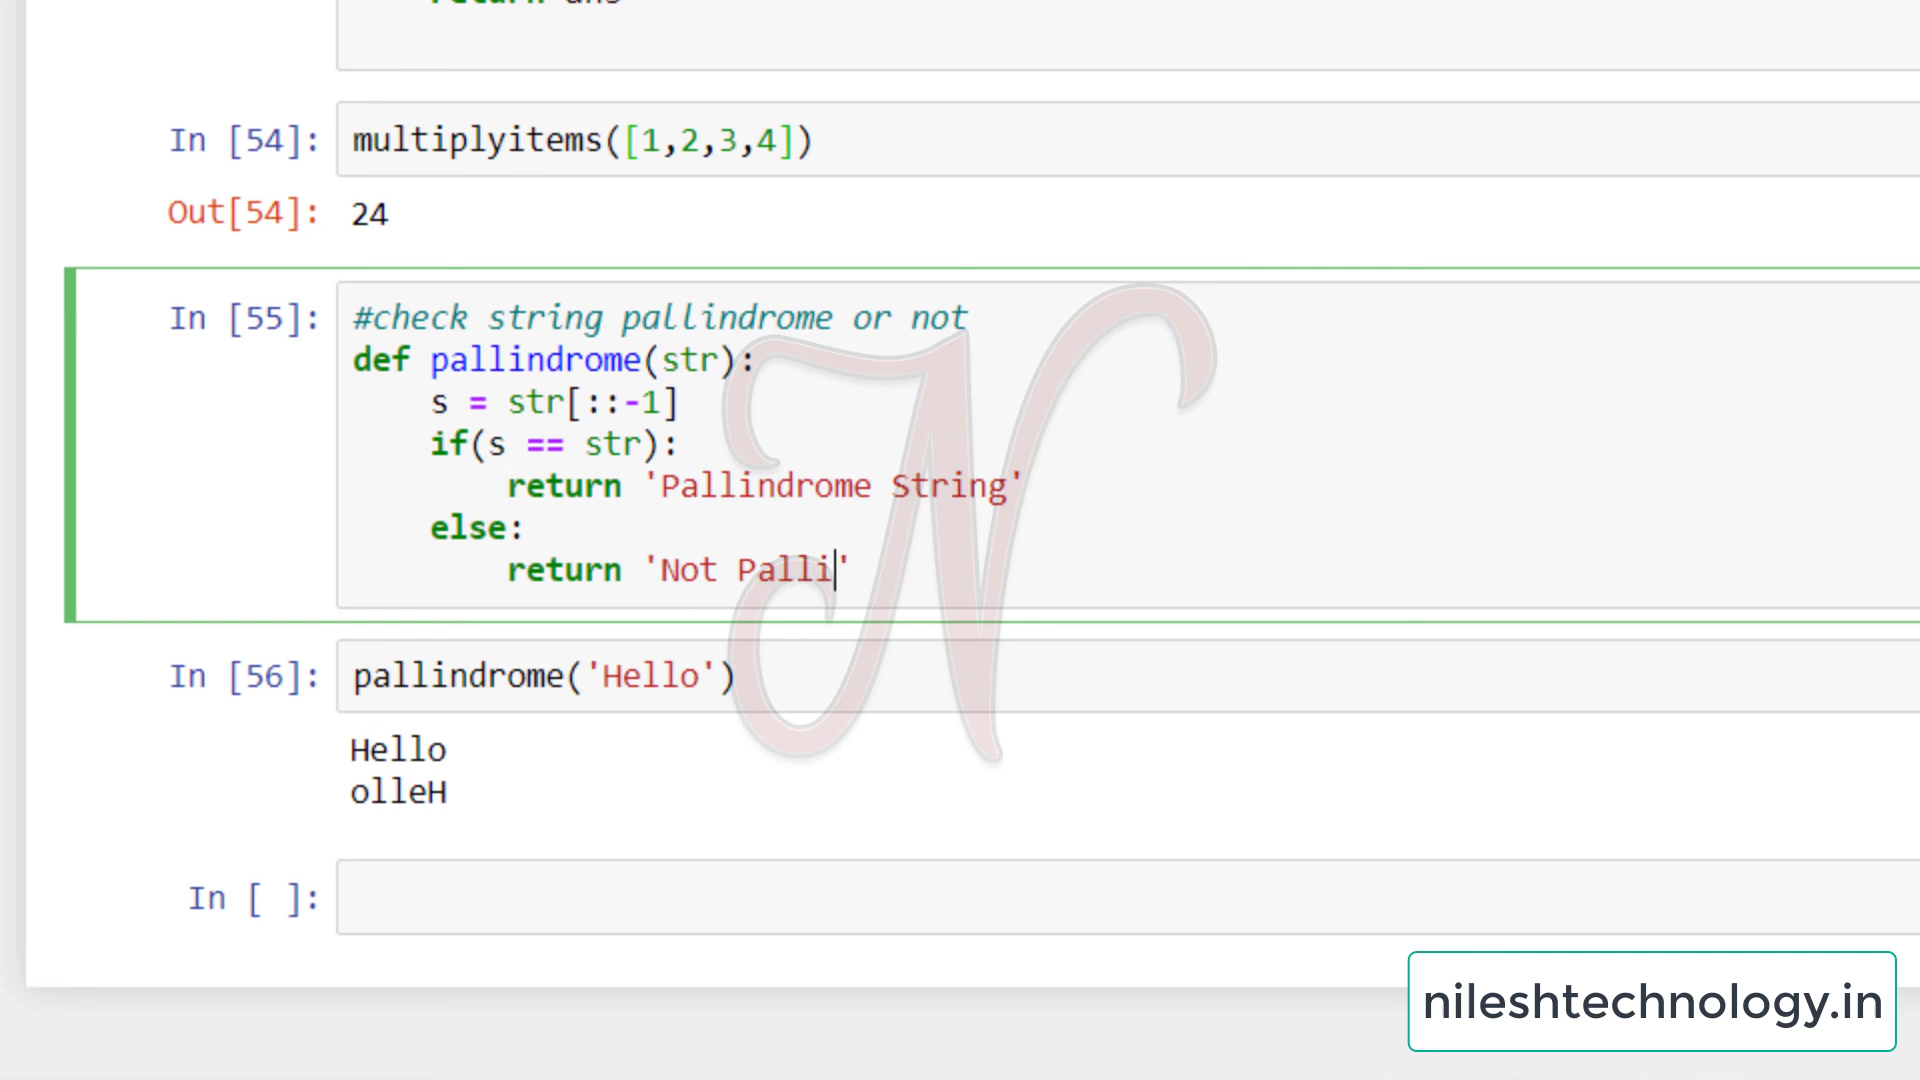 return ans
In [54]: multiplyitems([1,2,3,4])
Out[54]: 24
In [55]: #check string pallindrome or not
def pallindrome(str):
    s = str[::-1]
    if(s == str):
        return 'Pallindrome String'
    else:
        return 'Not Palli'
In [56]: pallindrome('Hello')
Hello
olleH
In [ ]:
N
nileshtechnology.in